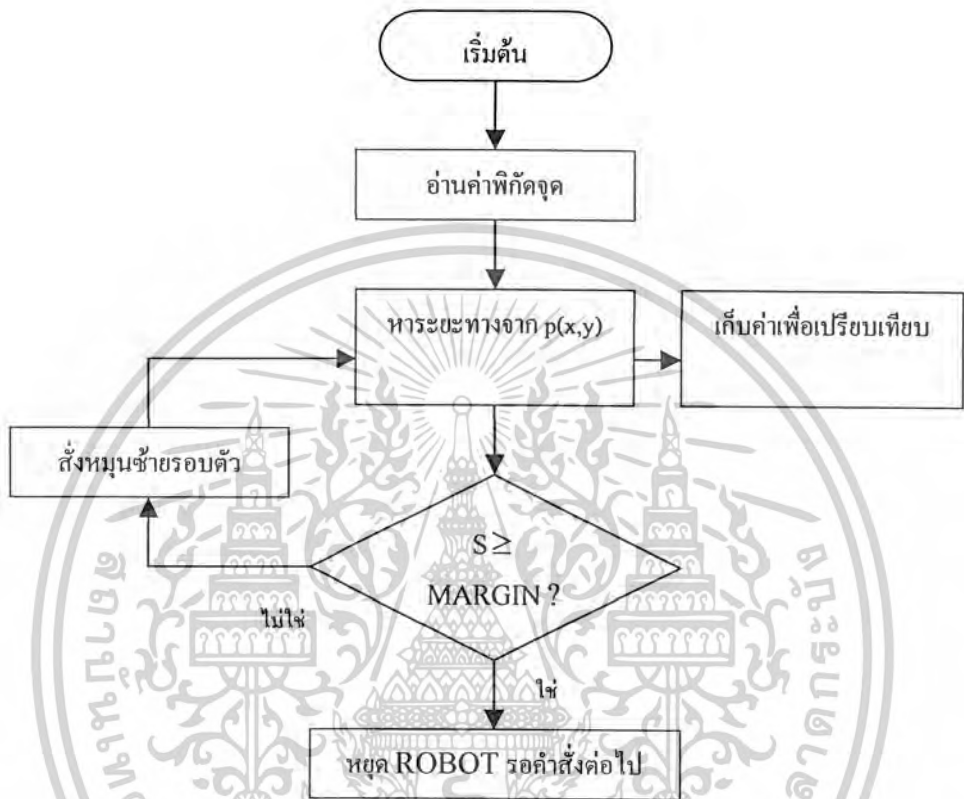 เริ่มต้น
อ่านค่าพิกัดจุด
หาระยะทางจาก p(x,y)
เก็บค่าเพื่อเปรียบเทียบ
สั่งหมุนซ้ายรอบตัว
S ≥
MARGIN ?
ไม่ใช่
ใช่
หยุด ROBOT รอคำสั่งต่อไป